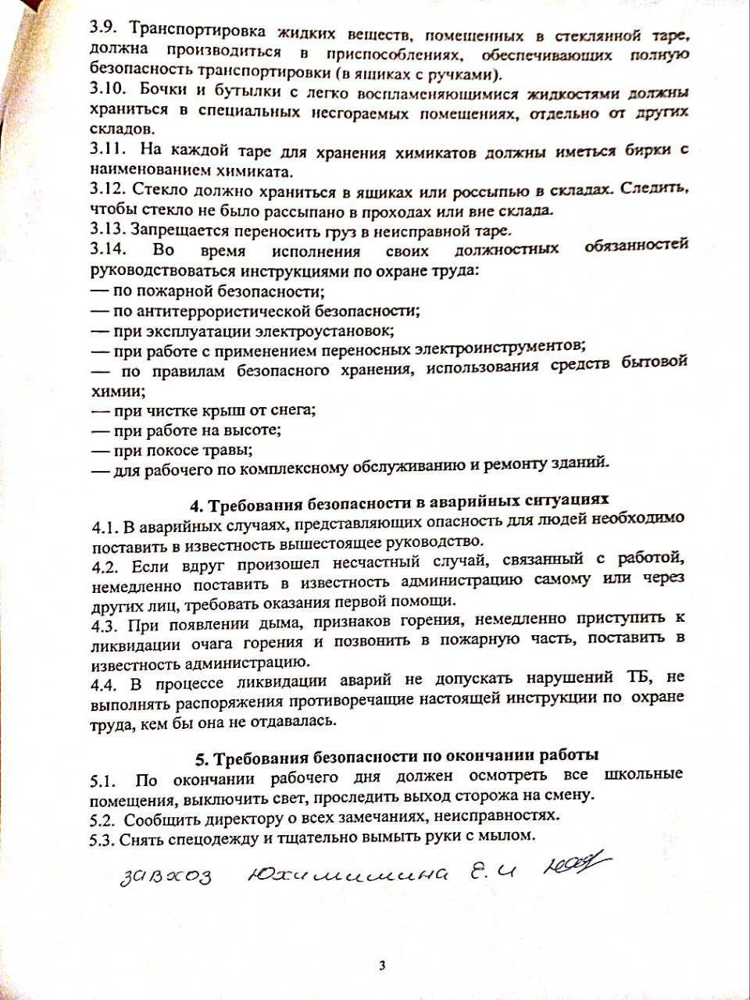 3.9. Транспортировка жидких веществ, помещенных в стеклянной таре,
должна производиться в приспособлениях, обеспечивающих полную
безопасность транспортировки (в ящиках с ручками).
3.10. Бочки и бутылки с легко воспламеняющимися жидкостями должны
храниться в специальных несгораемых помещениях, отдельно от других
складов.
3.11. На каждой таре для хранения химикатов должны иметься бирки с
наименованием химиката.
3.12. Стекло должно храниться в ящиках или россыпью в складах. Следить,
чтобы стекло не было рассыпано в проходах или вне склада.
3.13. Запрещается переносить груз в неисправной таре.
3.14. Во время исполнения своих должностных обязанностей
руководствоваться инструкциями по охране труда:
— по пожарной безопасности;
— по антитеррористической безопасности;
— при эксплуатации электроустановок;
— при работе с применением переносных электроинструментов;
— по правилам безопасного хранения, использования средств бытовой
химии;
— при чистке крыш от снега;
— при работе на высоте;
— при покосе травы;
— для рабочего по комплексному обслуживанию и ремонту зданий.
4. Требования безопасности в аварийных ситуациях
4.1. В аварийных случаях, представляющих опасность для людей необходимо
поставить в известность вышестоящее руководство.
4.2. Если вдруг произошел несчастный случай, связанный с работой,
немедленно поставить в известность администрацию самому или через
других лиц, требовать оказания первой помощи.
4.3. При появлении дыма, признаков горения, немедленно приступить к
ликвидации очага горения и позвонить в пожарную часть, поставить в
известность администрацию.
4.4. В процессе ликвидации аварий не допускать нарушений ТБ, не
выполнять распоряжения противоречащие настоящей инструкции по охране
труда, кем бы она не отдавалась.
5. Требования безопасности по окончании работы
5.1. По окончании рабочего дня должен осмотреть все школьные
помещения, выключить свет, проследить выход сторожа на смену.
5.2. Сообщить директору о всех замечаниях, неисправностях.
5.3. Снять спецодежду и тщательно вымыть руки с мылом.
завхоз Е.И
3